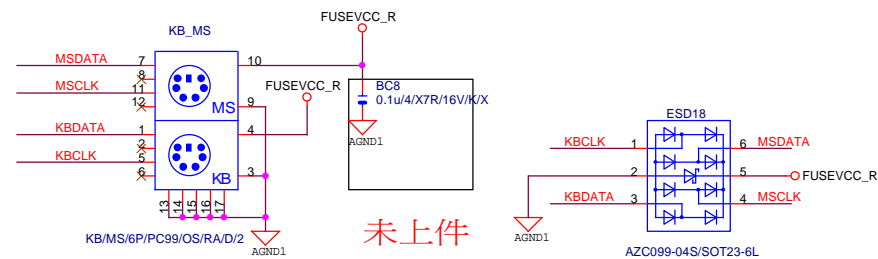 FUSEVCC_R
KB_MS
MSDATA 7
8
MSCLK 11
12
10
9
MS
FUSEVCC_R
KBDATA 1
2
KBCLK 5
6
4
3
KB
13
14
15
16
17
AGND1
KB/MS/6P/PC99/OS/RA/D/2
BC8
0.1u/4/X7R/16V/K/X
AGND1
未上件
ESD18
KBCLK 1
2
KBDATA 3
6 MSDATA
5 FUSEVCC_R
4 MSCLK
AGND1
AZC099-04S/SOT23-6L